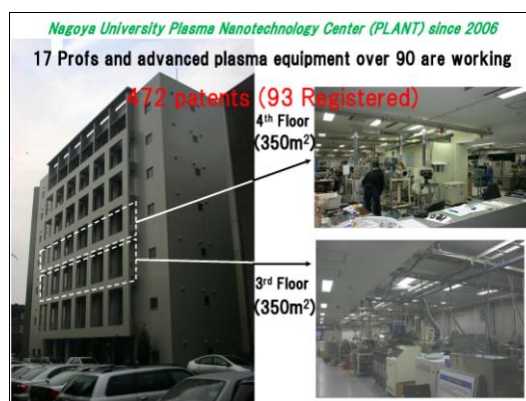 Nagoya University Plasma Nanotechnology Center (PLANT) since 2006
17 Profs and advanced plasma equipment over 90 are working
472 patents (93 Registered)
4th Floor
(350m²)
3rd Floor
(350m²)